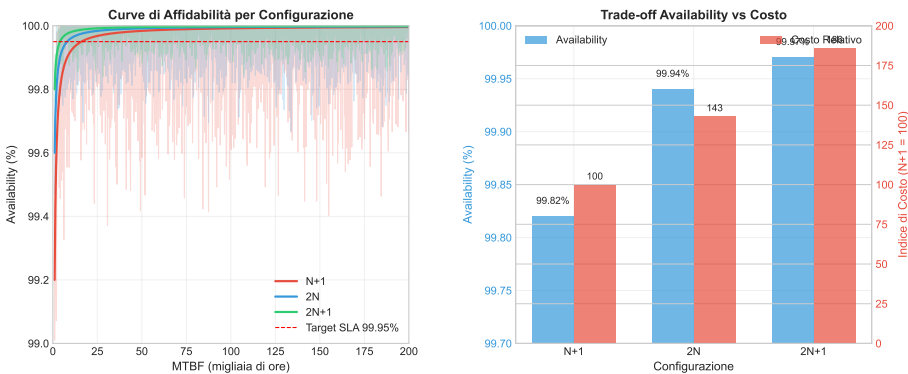 Curve di Affidabilità per Configurazione
100.0
99.8
99.6
99.4
99.2
99.0
Availability (%)
0 25 50 75 100 125 150 175 200
MTBF (migliaia di ore)
N+1
2N
2N+1
Target SLA 99.95%
Trade-off Availability vs Costo
Availability
Costo Relativo
100.00
99.95
99.90
99.85
99.80
99.75
99.70
Availability (%)
99.82%
100
99.94%
143
99.97%
N+1 2N 2N+1
Configurazione
200
175
150
125
100
75
50
25
0
Indice di Costo (N+1 = 100)